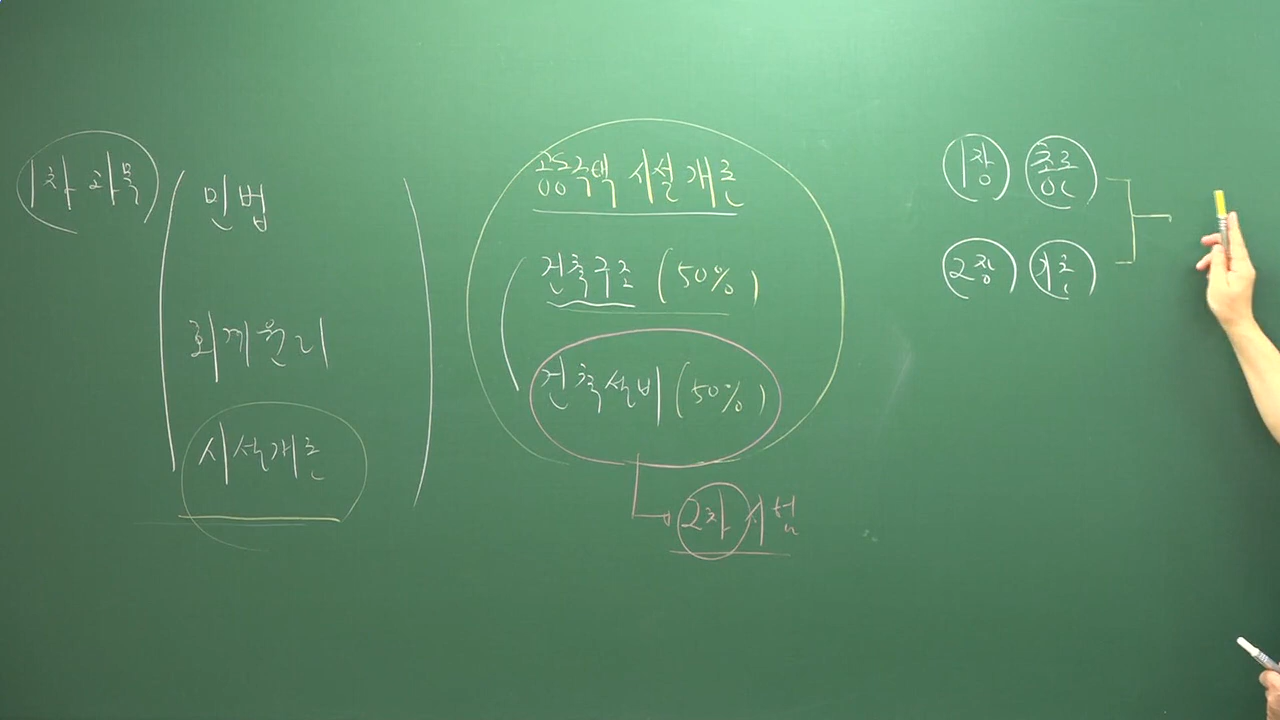 1차 과목
민법
회계원리
시설개론
공동주택 시설개론
건축구조 (50%)
건축설비 (50%)
2차 시험
1장 총론
2장 기초